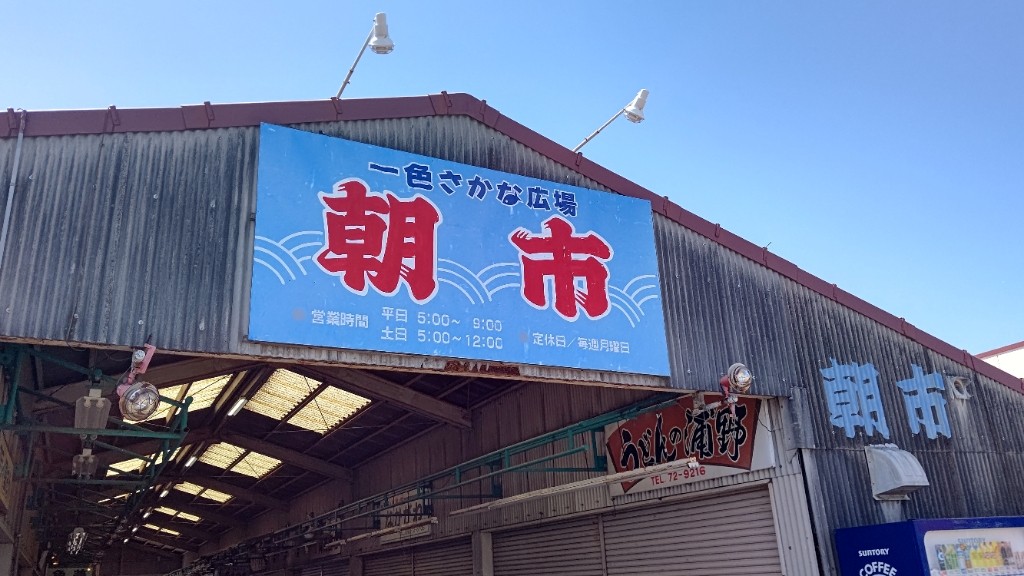 一色さかな広場
朝市
営業時間 平日 5:00〜 9:00
土日 5:00〜12:00
定休日/毎週月曜日
うどんの浦野
TEL 72-9216
朝市
SUNTORY
COFFEE